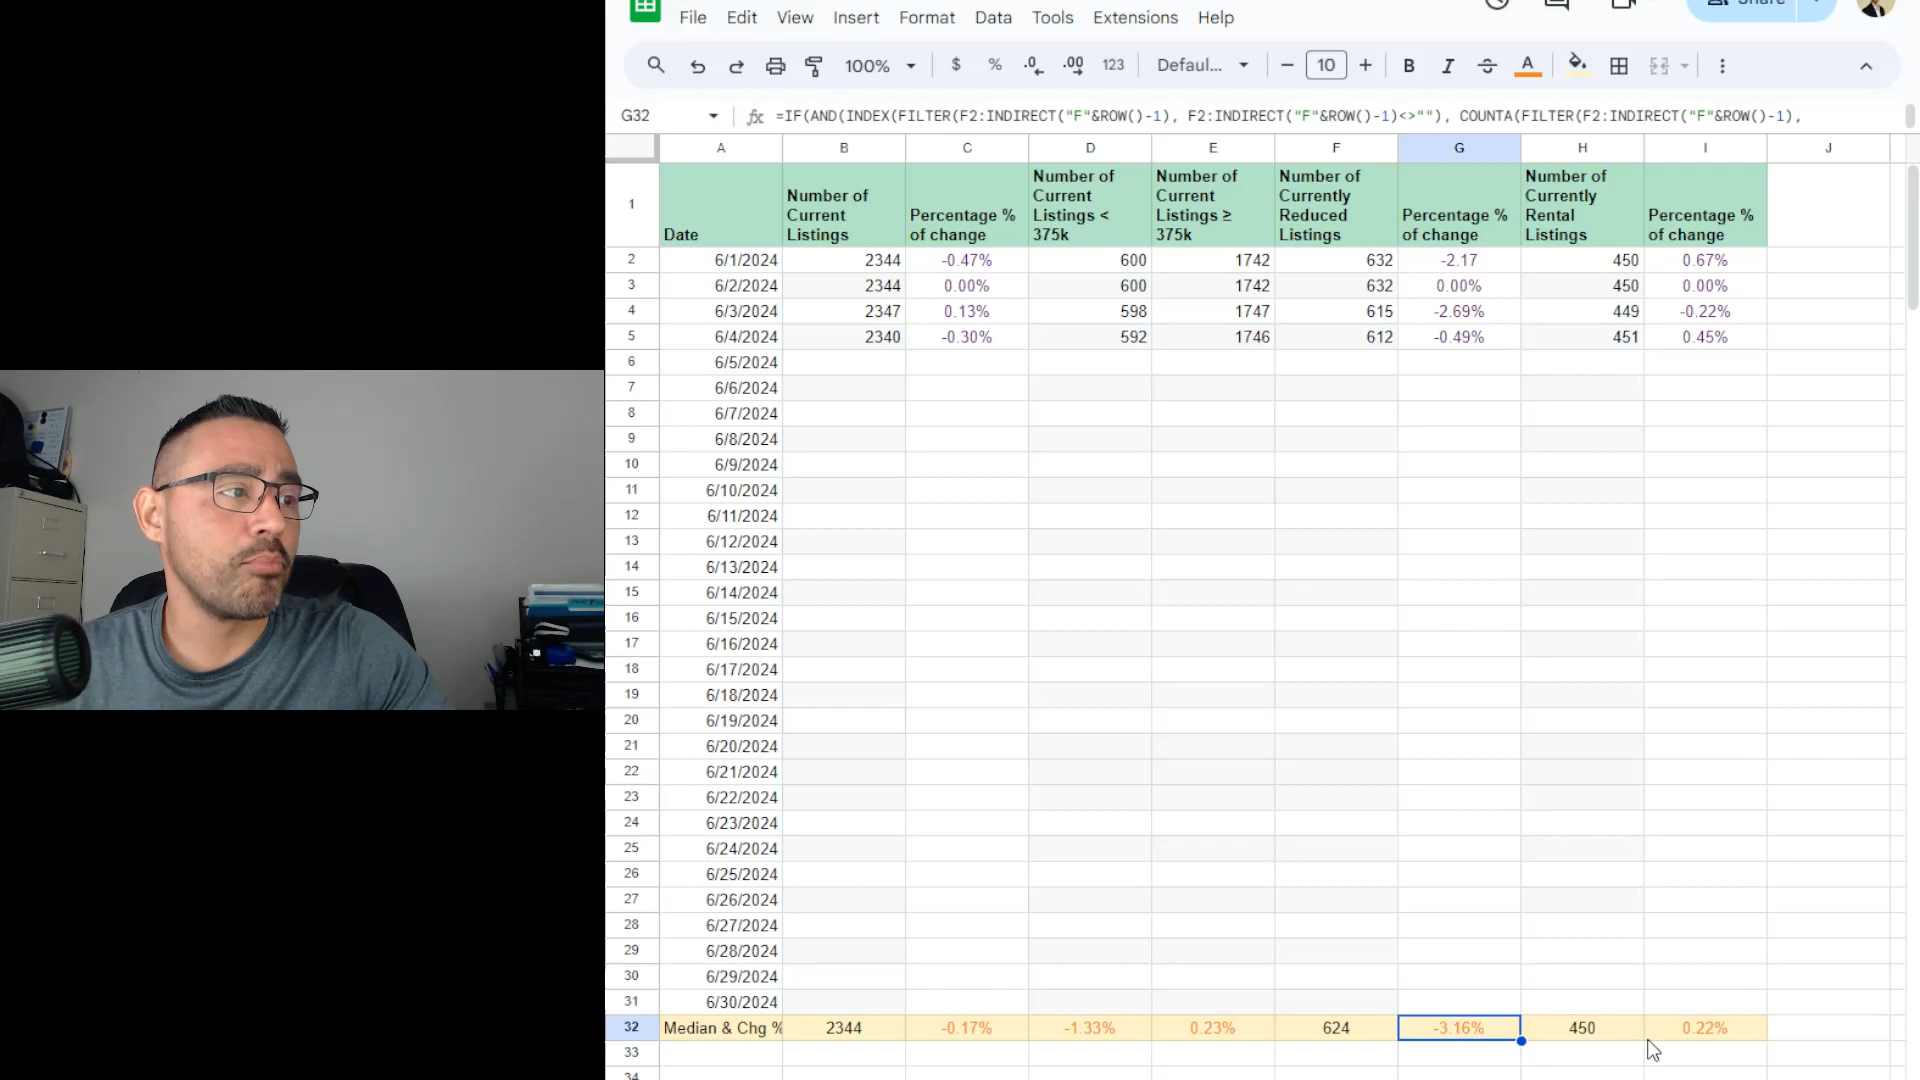 File Edit View Insert Format Data Tools Extensions Help
100% $ % .0 .00 123 Defaul... 10 B I A
G32 =IF(AND(INDEX(FILTER(F2:INDIRECT("F"&ROW()-1), F2:INDIRECT("F"&ROW()-1)<>""), COUNTA(FILTER(F2:INDIRECT("F"&ROW()-1),
A B C D E F G H I J
1 Date Number of Current Listings Percentage % of change Number of Current Listings < 375k Number of Current Listings ≥ 375k Number of Currently Reduced Listings Percentage % of change Number of Currently Rental Listings Percentage % of change
2 6/1/2024 2344 -0.47% 600 1742 632 -2.17 450 0.67%
3 6/2/2024 2344 0.00% 600 1742 632 0.00% 450 0.00%
4 6/3/2024 2347 0.13% 598 1747 615 -2.69% 449 -0.22%
5 6/4/2024 2340 -0.30% 592 1746 612 -0.49% 451 0.45%
6 6/5/2024
7 6/6/2024
8 6/7/2024
9 6/8/2024
10 6/9/2024
11 6/10/2024
12 6/11/2024
13 6/12/2024
14 6/13/2024
15 6/14/2024
16 6/15/2024
17 6/16/2024
18 6/17/2024
19 6/18/2024
20 6/19/2024
21 6/20/2024
22 6/21/2024
23 6/22/2024
24 6/23/2024
25 6/24/2024
26 6/25/2024
27 6/26/2024
28 6/27/2024
29 6/28/2024
30 6/29/2024
31 6/30/2024
32 Median & Chg % 2344 -0.17% -1.33% 0.23% 624 -3.16% 450 0.22%
33
34